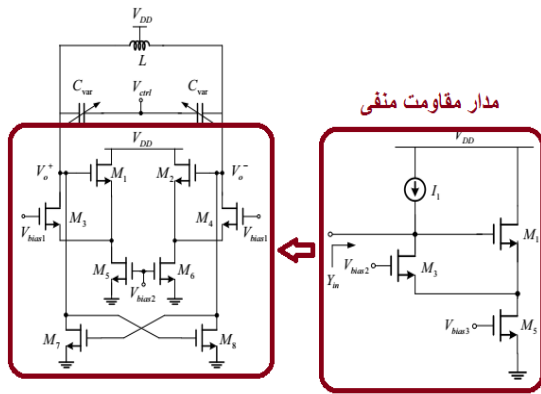 V_DD
L
C_var
V_ctrl
C_var
مدار مقاومت منفی
V_DD
V_DD
V_o^+
M_1
M_2
V_o^-
I_1
M_3
M_4
M_1
V_bias1
V_bias1
V_bias2
M_3
M_5
M_6
Y_in
V_bias2
V_bias3
M_5
M_7
M_8